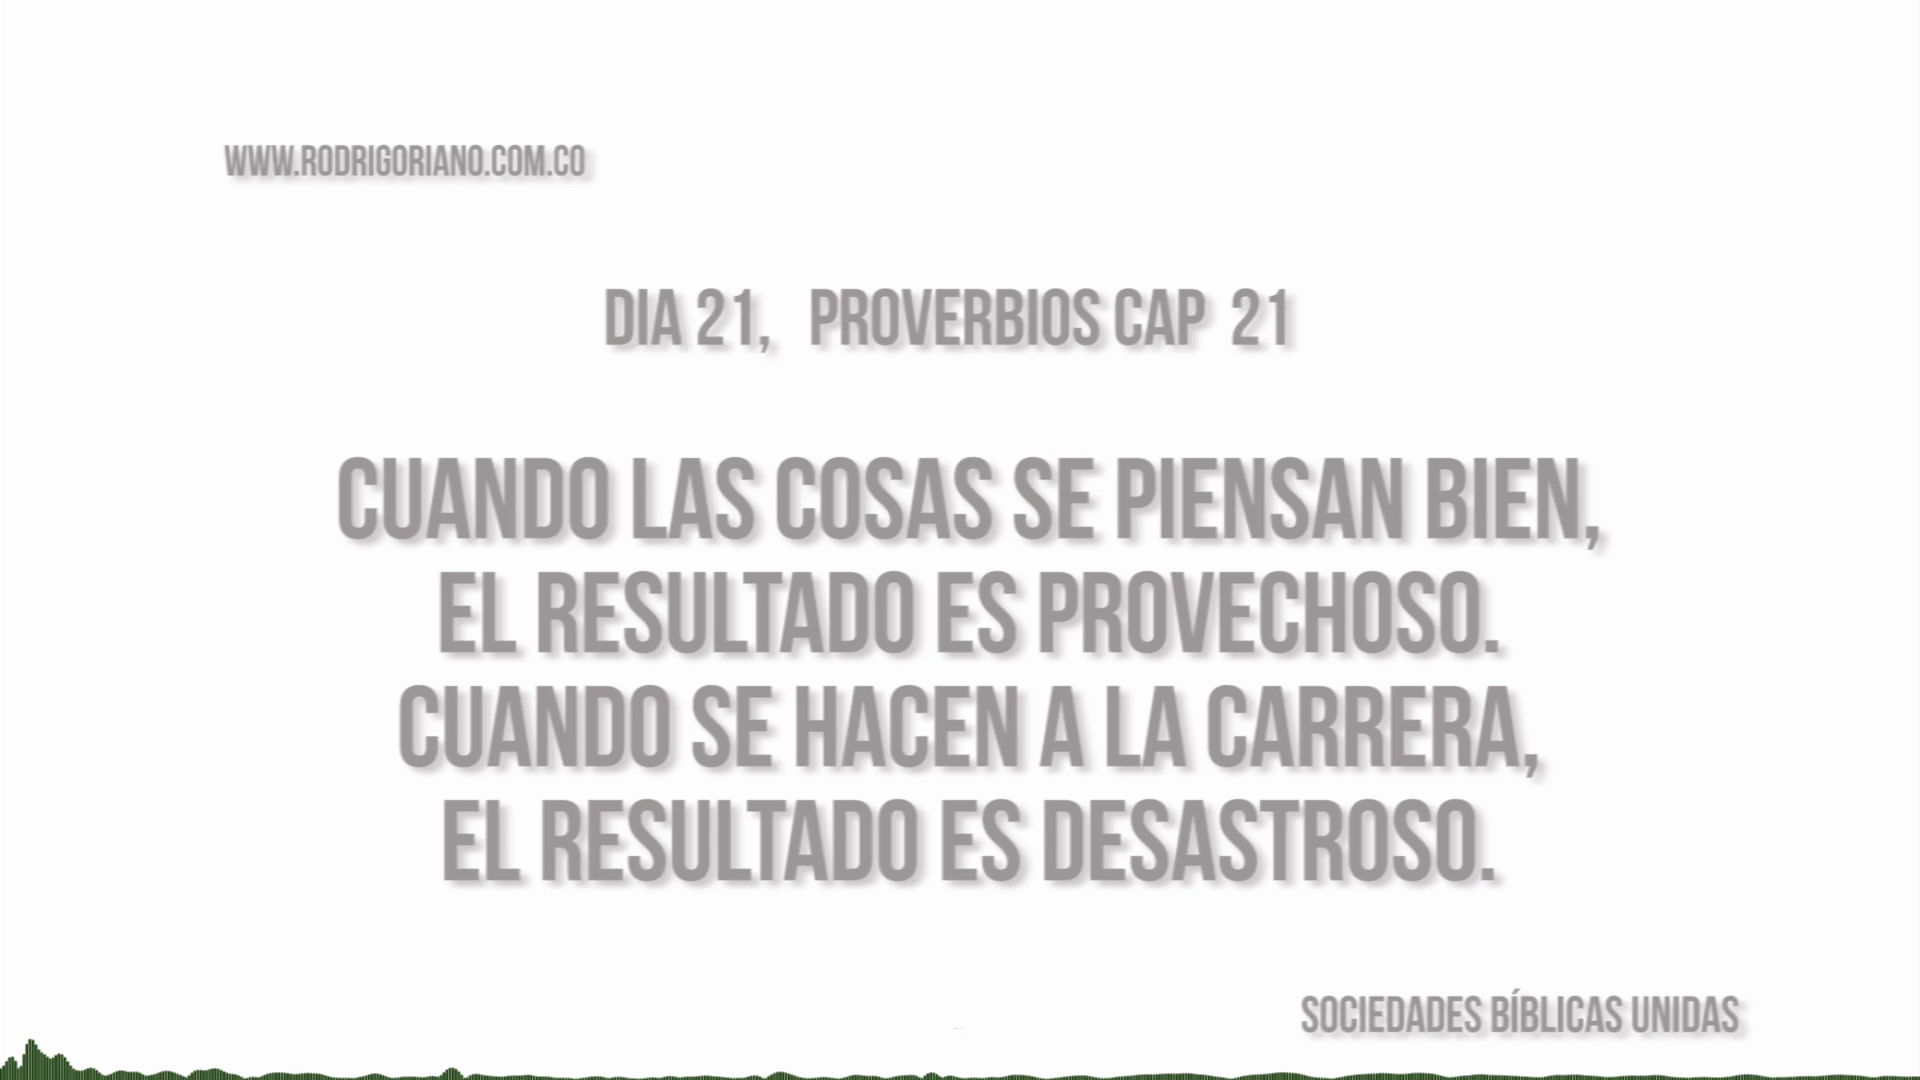 WWW.RODRIGORIANO.COM.CO
DIA 21, PROVERBIOS CAP 21
CUANDO LAS COSAS SE PIENSAN BIEN,
EL RESULTADO ES PROVECHOSO.
CUANDO SE HACEN A LA CARRERA,
EL RESULTADO ES DESASTROSO.
SOCIEDADES BÍBLICAS UNIDAS